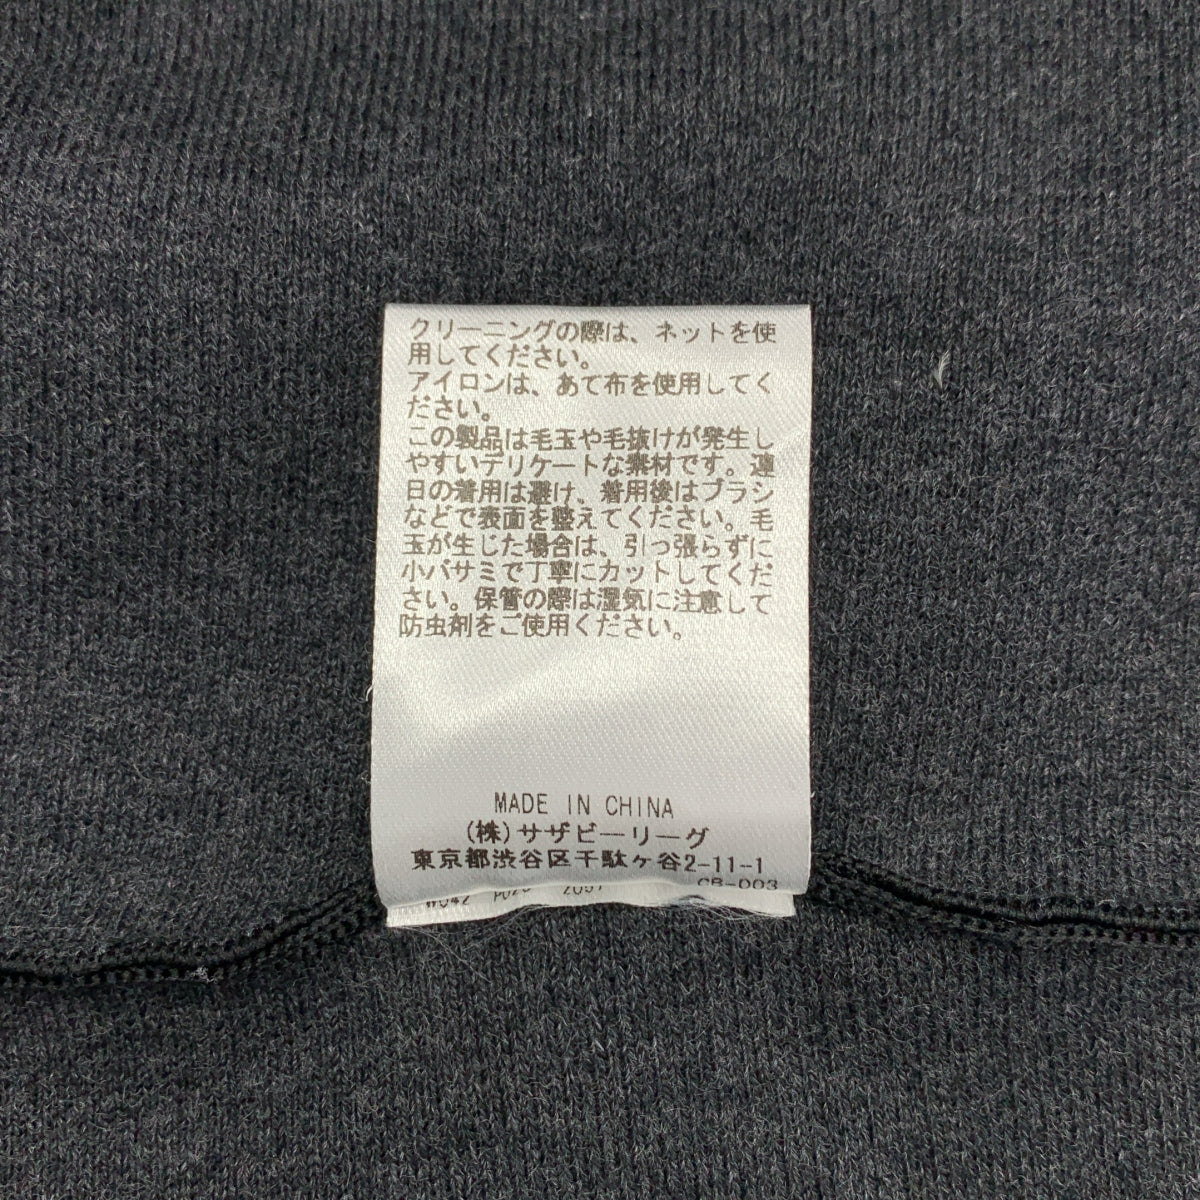 クリーニングの際は、ネットを使
用してください。
アイロンは、あて布を使用してく
ださい。
この製品は毛玉や毛抜けが発生し
やすいデリケートな素材です。連
日の着用は避け、着用後はブラシ
などで表面を整えてください。毛
玉が生じた場合は、引っ張らずに
小バサミで丁寧にカットしてくだ
さい。保管の際は湿気に注意して
防虫剤をご使用ください。
MADE IN CHINA
(株)サザビーリーグ
東京都渋谷区千駄ヶ谷2-11-1
CB-003
W042